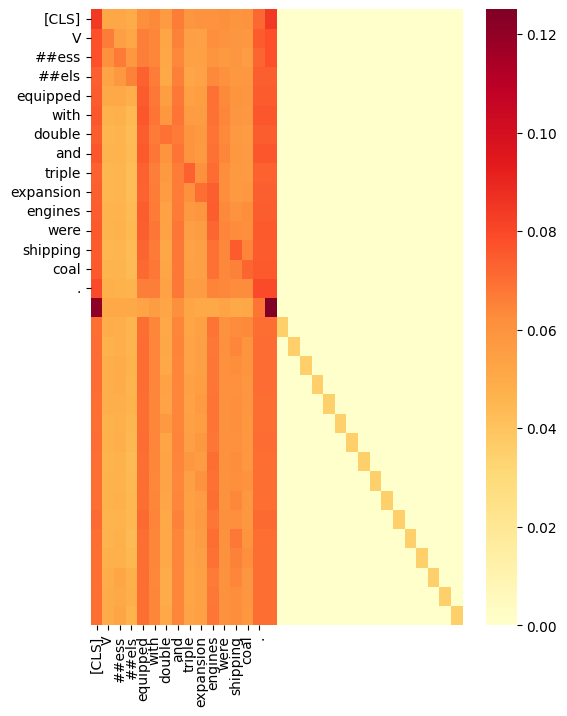 [CLS]
V
##ess
##els
equipped
with
double
and
triple
expansion
engines
were
shipping
coal
.
0.12
0.10
0.08
0.06
0.04
0.02
0.00
[CLS]
V
##ess
##els
equipped
with
double
and
triple
expansion
engines
were
shipping
coal
.